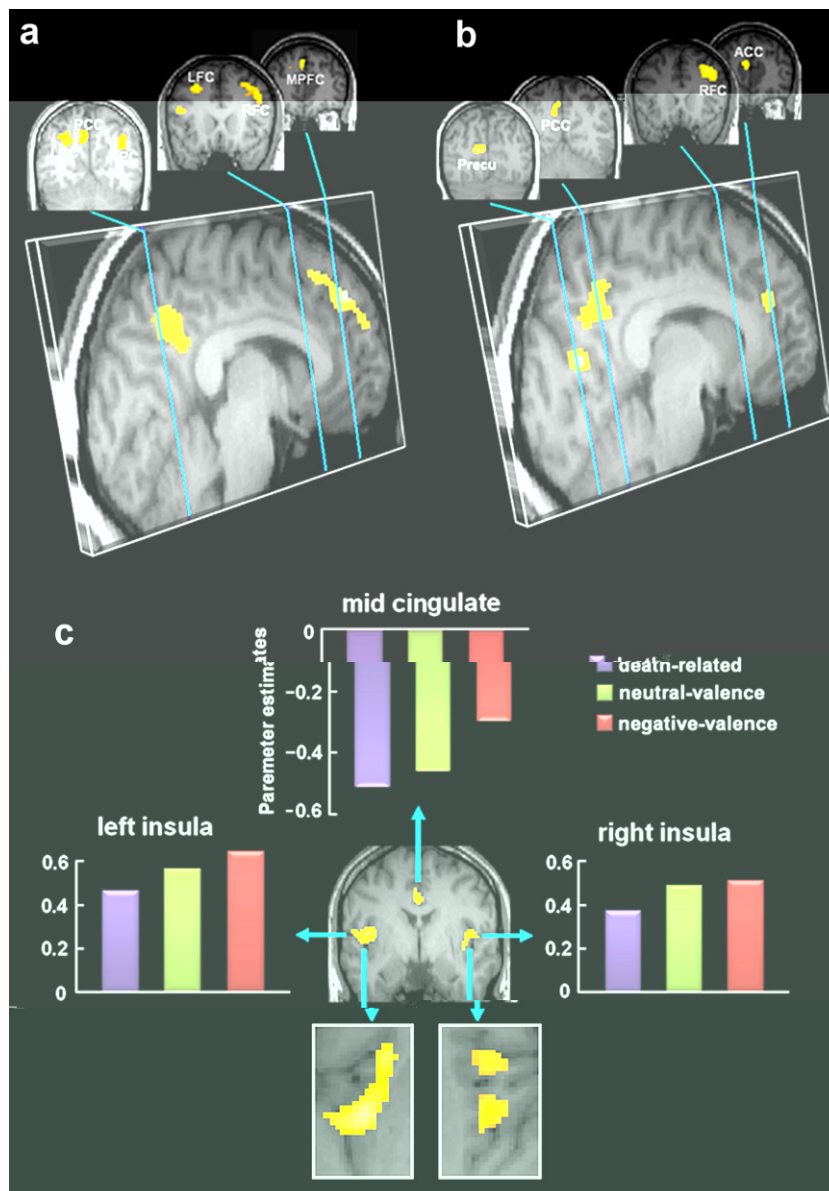 a
LFC
MPFC
RFC
PCC
b
ACC
RFC
PCC
Precu
c
mid cingulate
Paremeter estimates
0
−0.2
−0.4
−0.6
death-related
neutral-valence
negative-valence
left insula
0.6
0.4
0.2
0
right insula
0.6
0.4
0.2
0